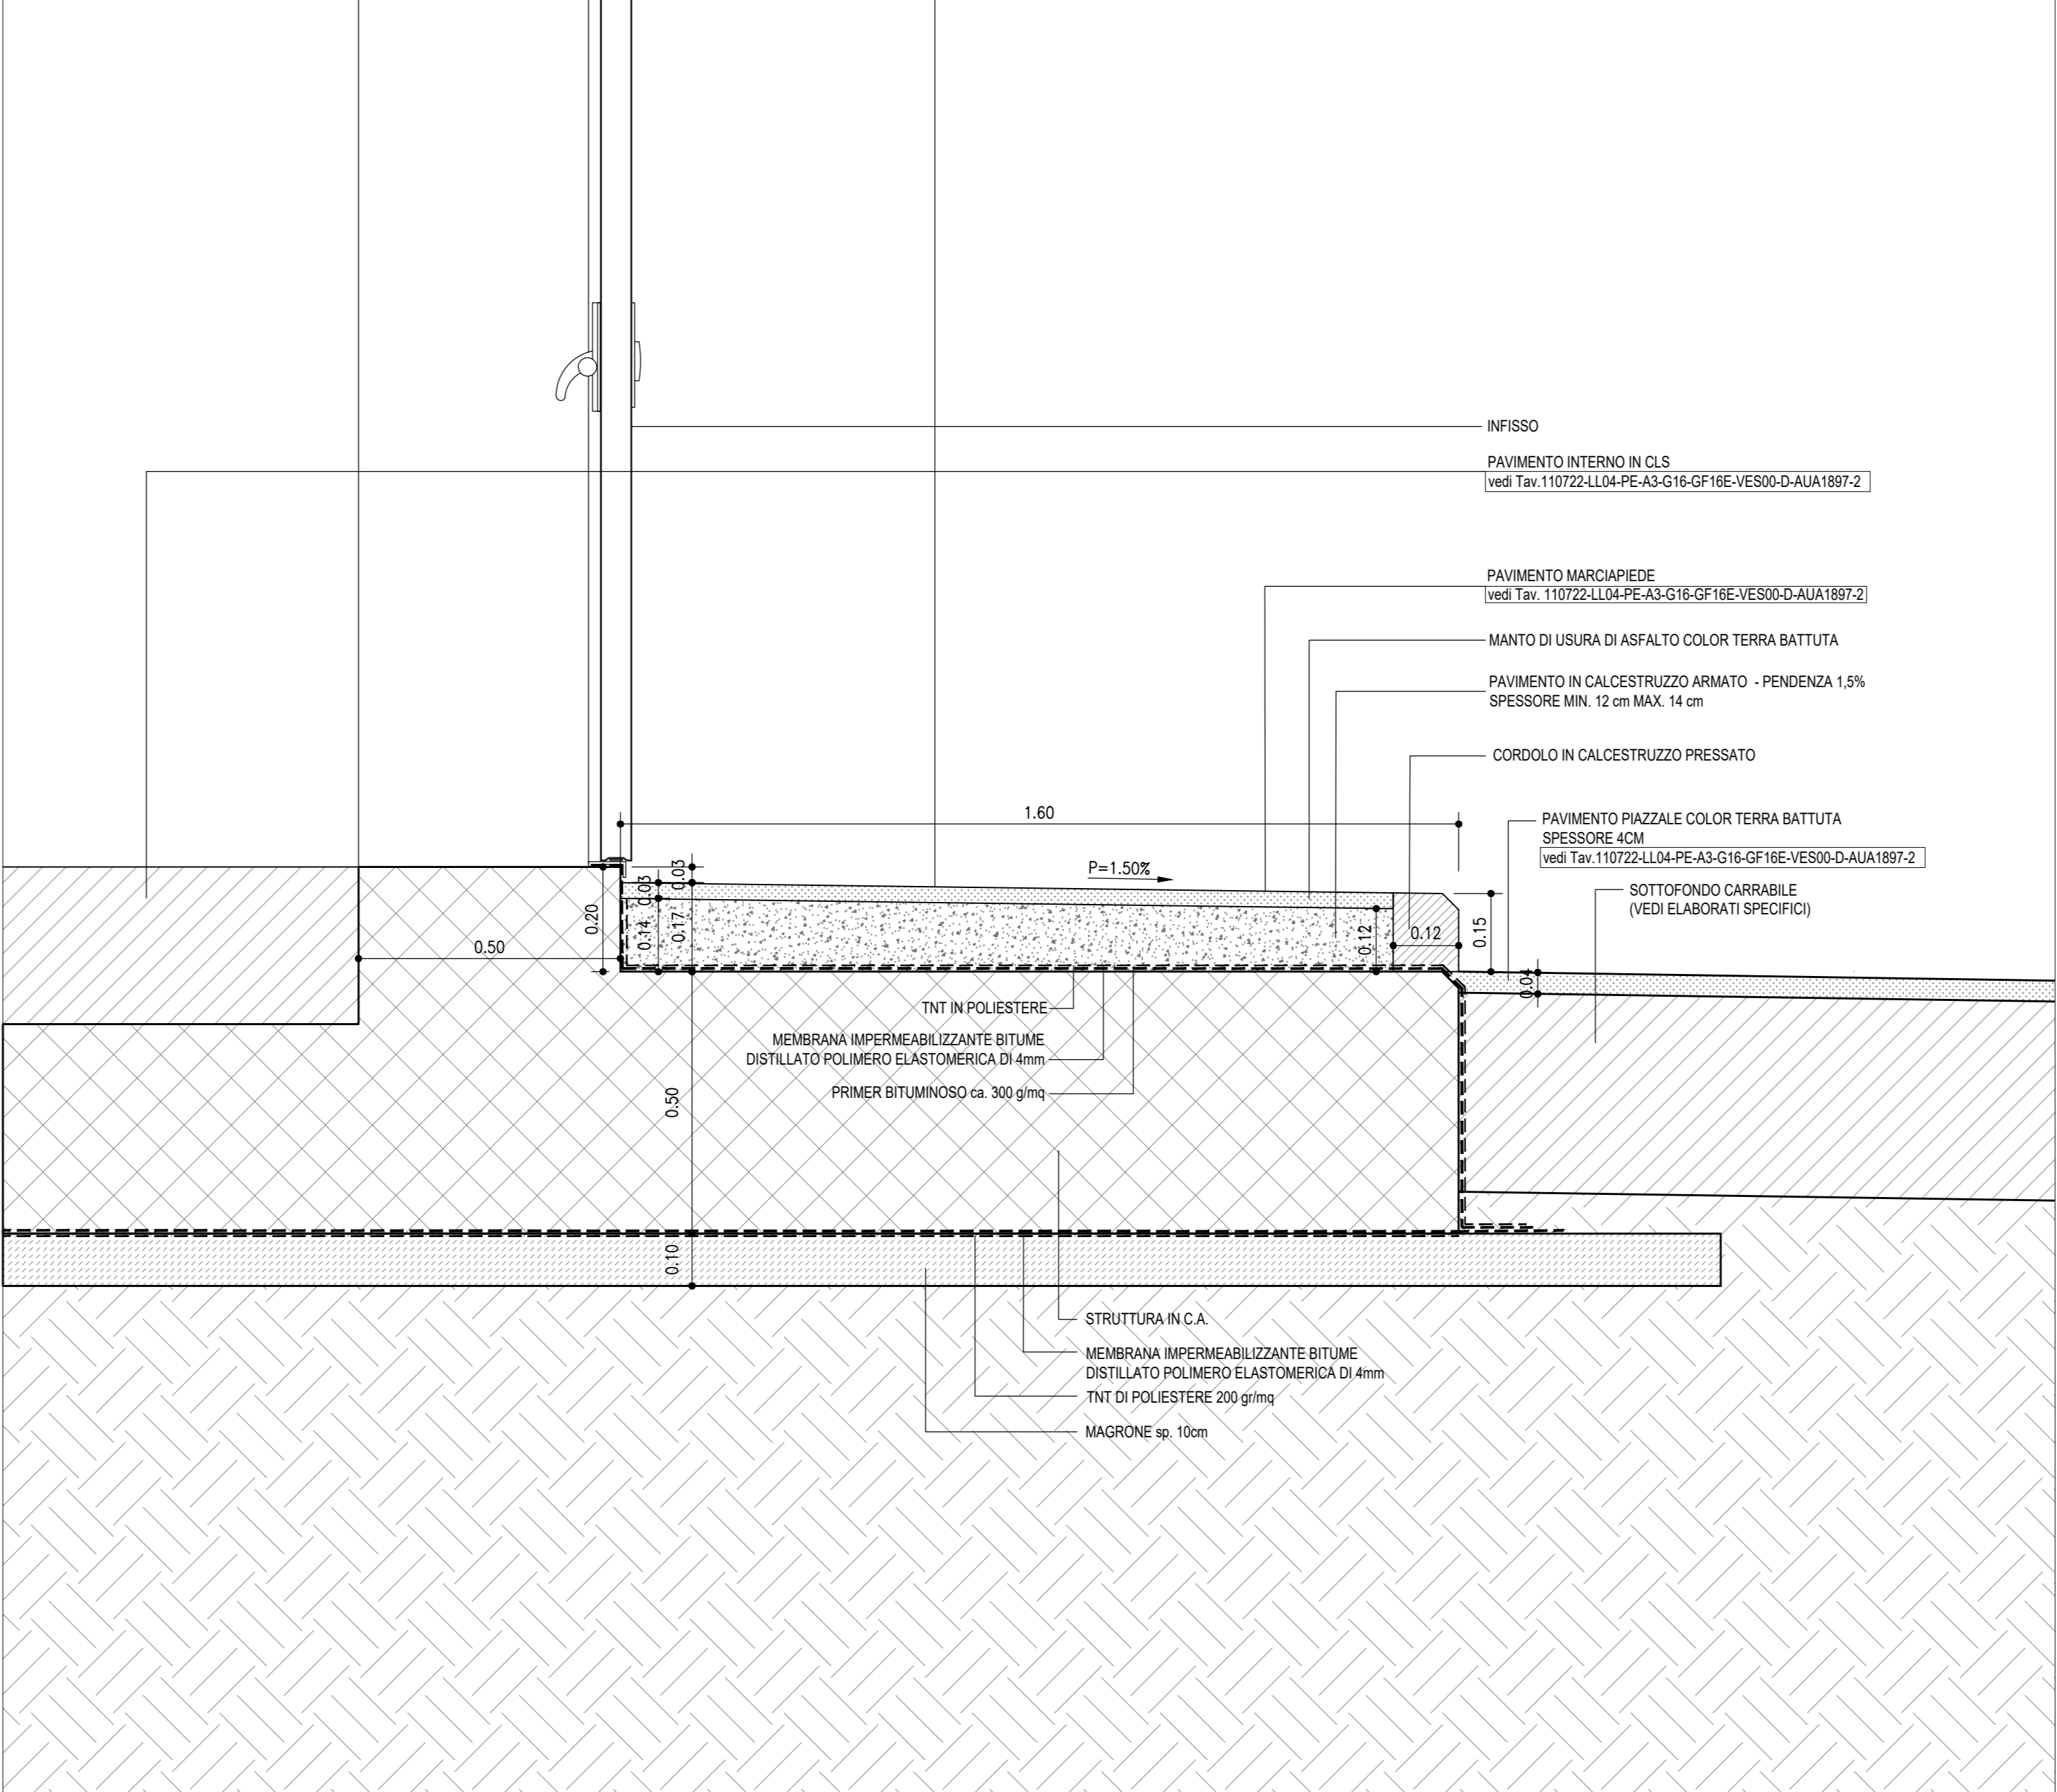 INFISSO
PAVIMENTO INTERNO IN CLS
vedi Tav.110722-LL04-PE-A3-G16-GF16E-VES00-D-AUA1897-2
PAVIMENTO MARCIAPIEDE
vedi Tav. 110722-LL04-PE-A3-G16-GF16E-VES00-D-AUA1897-2
MANTO DI USURA DI ASFALTO COLOR TERRA BATTUTA
PAVIMENTO IN CALCESTRUZZO ARMATO - PENDENZA 1,5%
SPESSORE MIN. 12 cm MAX. 14 cm
CORDOLO IN CALCESTRUZZO PRESSATO
1.60
PAVIMENTO PIAZZALE COLOR TERRA BATTUTA
SPESSORE 4CM
vedi Tav.110722-LL04-PE-A3-G16-GF16E-VES00-D-AUA1897-2
P=1.50%
SOTTOFONDO CARRABILE
(VEDI ELABORATI SPECIFICI)
0.03
0.03
0.20
0.14
0.17
0.12
0.12
0.15
0.50
0.04
TNT IN POLIESTERE
MEMBRANA IMPERMEABILIZZANTE BITUME
DISTILLATO POLIMERO ELASTOMERICA DI 4mm
PRIMER BITUMINOSO ca. 300 g/mq
0.50
0.10
STRUTTURA IN C.A.
MEMBRANA IMPERMEABILIZZANTE BITUME
DISTILLATO POLIMERO ELASTOMERICA DI 4mm
TNT DI POLIESTERE 200 gr/mq
MAGRONE sp. 10cm